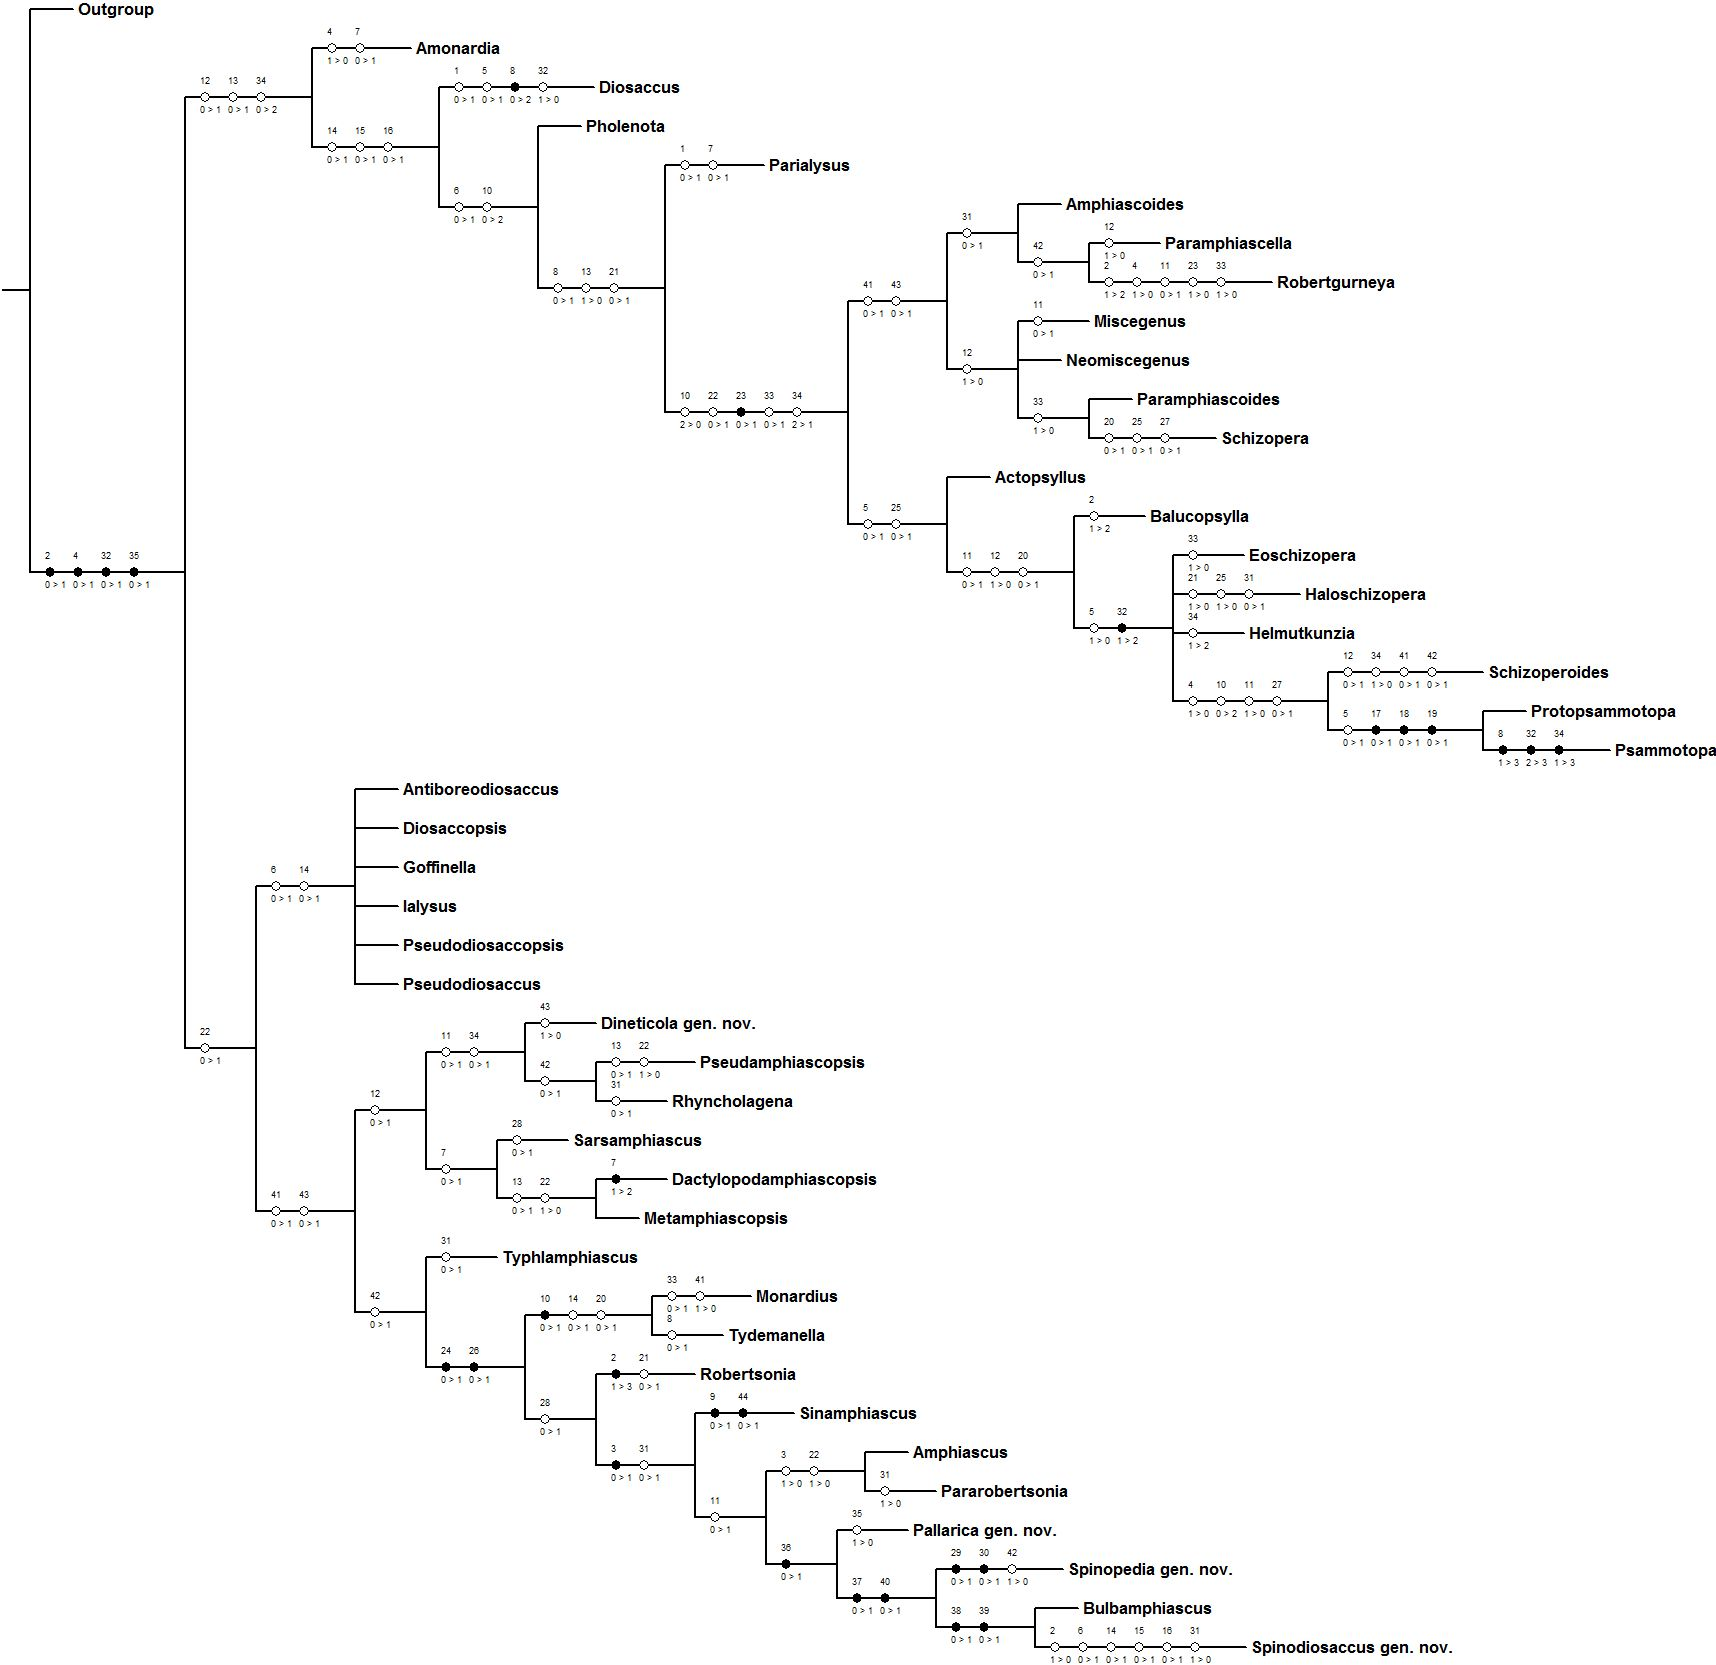 Outgroup
4 7
Amonardia
1 > 0 0 > 1
1 5 8 32
12 13 34
Diosaccus
0 > 1 0 > 1 0 > 2
0 > 1 0 > 1 0 > 2 1 > 0
14 15 16
Pholenota
0 > 1 0 > 1 0 > 1
1 7
Parialysus
0 > 1 0 > 1
6 10
0 > 1 0 > 2
Amphiascoides
31
0 > 1
12
Paramphiascella
1 > 0
42
0 > 1
2 4 11 23 33
Robertgurneya
1 > 2 1 > 0 0 > 1 1 > 0 1 > 0
8 13 21
0 > 1 1 > 0 0 > 1
41 43
0 > 1 0 > 1
11
Miscegenus
0 > 1
12
1 > 0
Neomiscegenus
33
1 > 0
Paramphiascoides
10 22 23 33 34
2 > 0 0 > 1 0 > 1 0 > 1 2 > 1
20 25 27
Schizopera
0 > 1 0 > 1 0 > 1
Actopsyllus
5 25
0 > 1 0 > 1
2
Balucopsylla
1 > 2
33
Eoschizopera
1 > 0
2 4 32 35
0 > 1 0 > 1 0 > 1 0 > 1
11 12 20
0 > 1 1 > 0 0 > 1
21 25 31
Haloschizopera
1 > 0 1 > 0 0 > 1
5 32
1 > 0 1 > 2
34
Helmutkunzia
1 > 2
12 34 41 42
Schizoperoides
0 > 1 1 > 0 0 > 1 0 > 1
4 10 11 27
1 > 0 0 > 2 1 > 0 0 > 1
Protopsammotopa
5 17 18 19
0 > 1 0 > 1 0 > 1 0 > 1
8 32 34
Psammotopa
1 > 3 2 > 3 1 > 3
Antiboreodiosaccus
Diosaccopsis
Goffinella
6 14
0 > 1 0 > 1
Ialysus
Pseudodiosaccopsis
Pseudodiosaccus
43
Dineticola gen. nov.
1 > 0
22
0 > 1
11 34
0 > 1 0 > 1
13 22
Pseudamphiascopsis
0 > 1 1 > 0
42
0 > 1
31
Rhyncholagena
0 > 1
12
0 > 1
28
Sarsamphiascus
0 > 1
7
0 > 1
7
Dactylopodamphiascopsis
1 > 2
13 22
0 > 1 1 > 0
Metamphiascopsis
41 43
0 > 1 0 > 1
31
Typhlamphiascus
0 > 1
33 41
Monardius
0 > 1 1 > 0
42
0 > 1
10 14 20
0 > 1 0 > 1 0 > 1
8
Tydemanella
0 > 1
24 26
0 > 1 0 > 1
2 21
Robertsonia
1 > 3 0 > 1
28
0 > 1
9 44
Sinamphiascus
0 > 1 0 > 1
3 31
0 > 1 0 > 1
Amphiascus
3 22
1 > 0 1 > 0
31
Pararobertsonia
1 > 0
11
0 > 1
35
Pallarica gen. nov.
1 > 0
36
0 > 1
29 30 42
Spinopedia gen. nov.
0 > 1 0 > 1 1 > 0
37 40
0 > 1 0 > 1
Bulbamphiascus
38 39
0 > 1 0 > 1
2 6 14 15 16 31
Spinodiosaccus gen. nov.
1 > 0 0 > 1 0 > 1 0 > 1 0 > 1 1 > 0